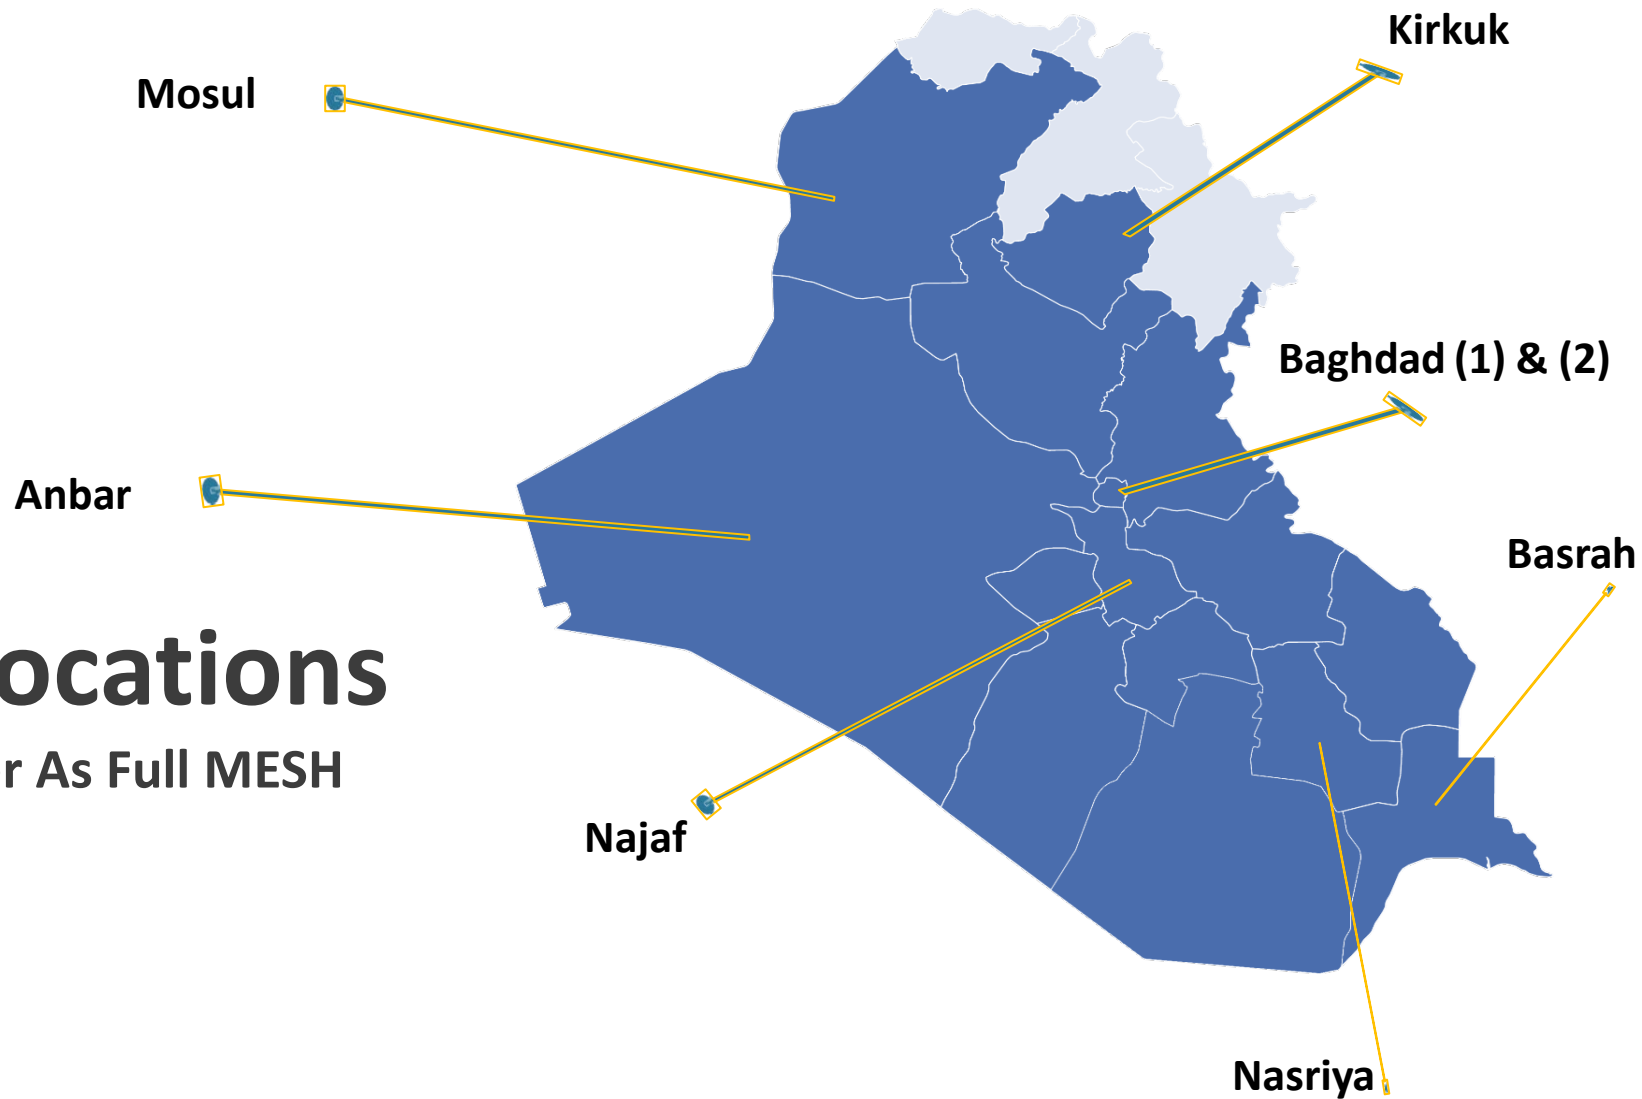 Kirkuk
Mosul
Baghdad (1) & (2)
Anbar
Basrah
ocations
r As Full MESH
Najaf
Nasriya